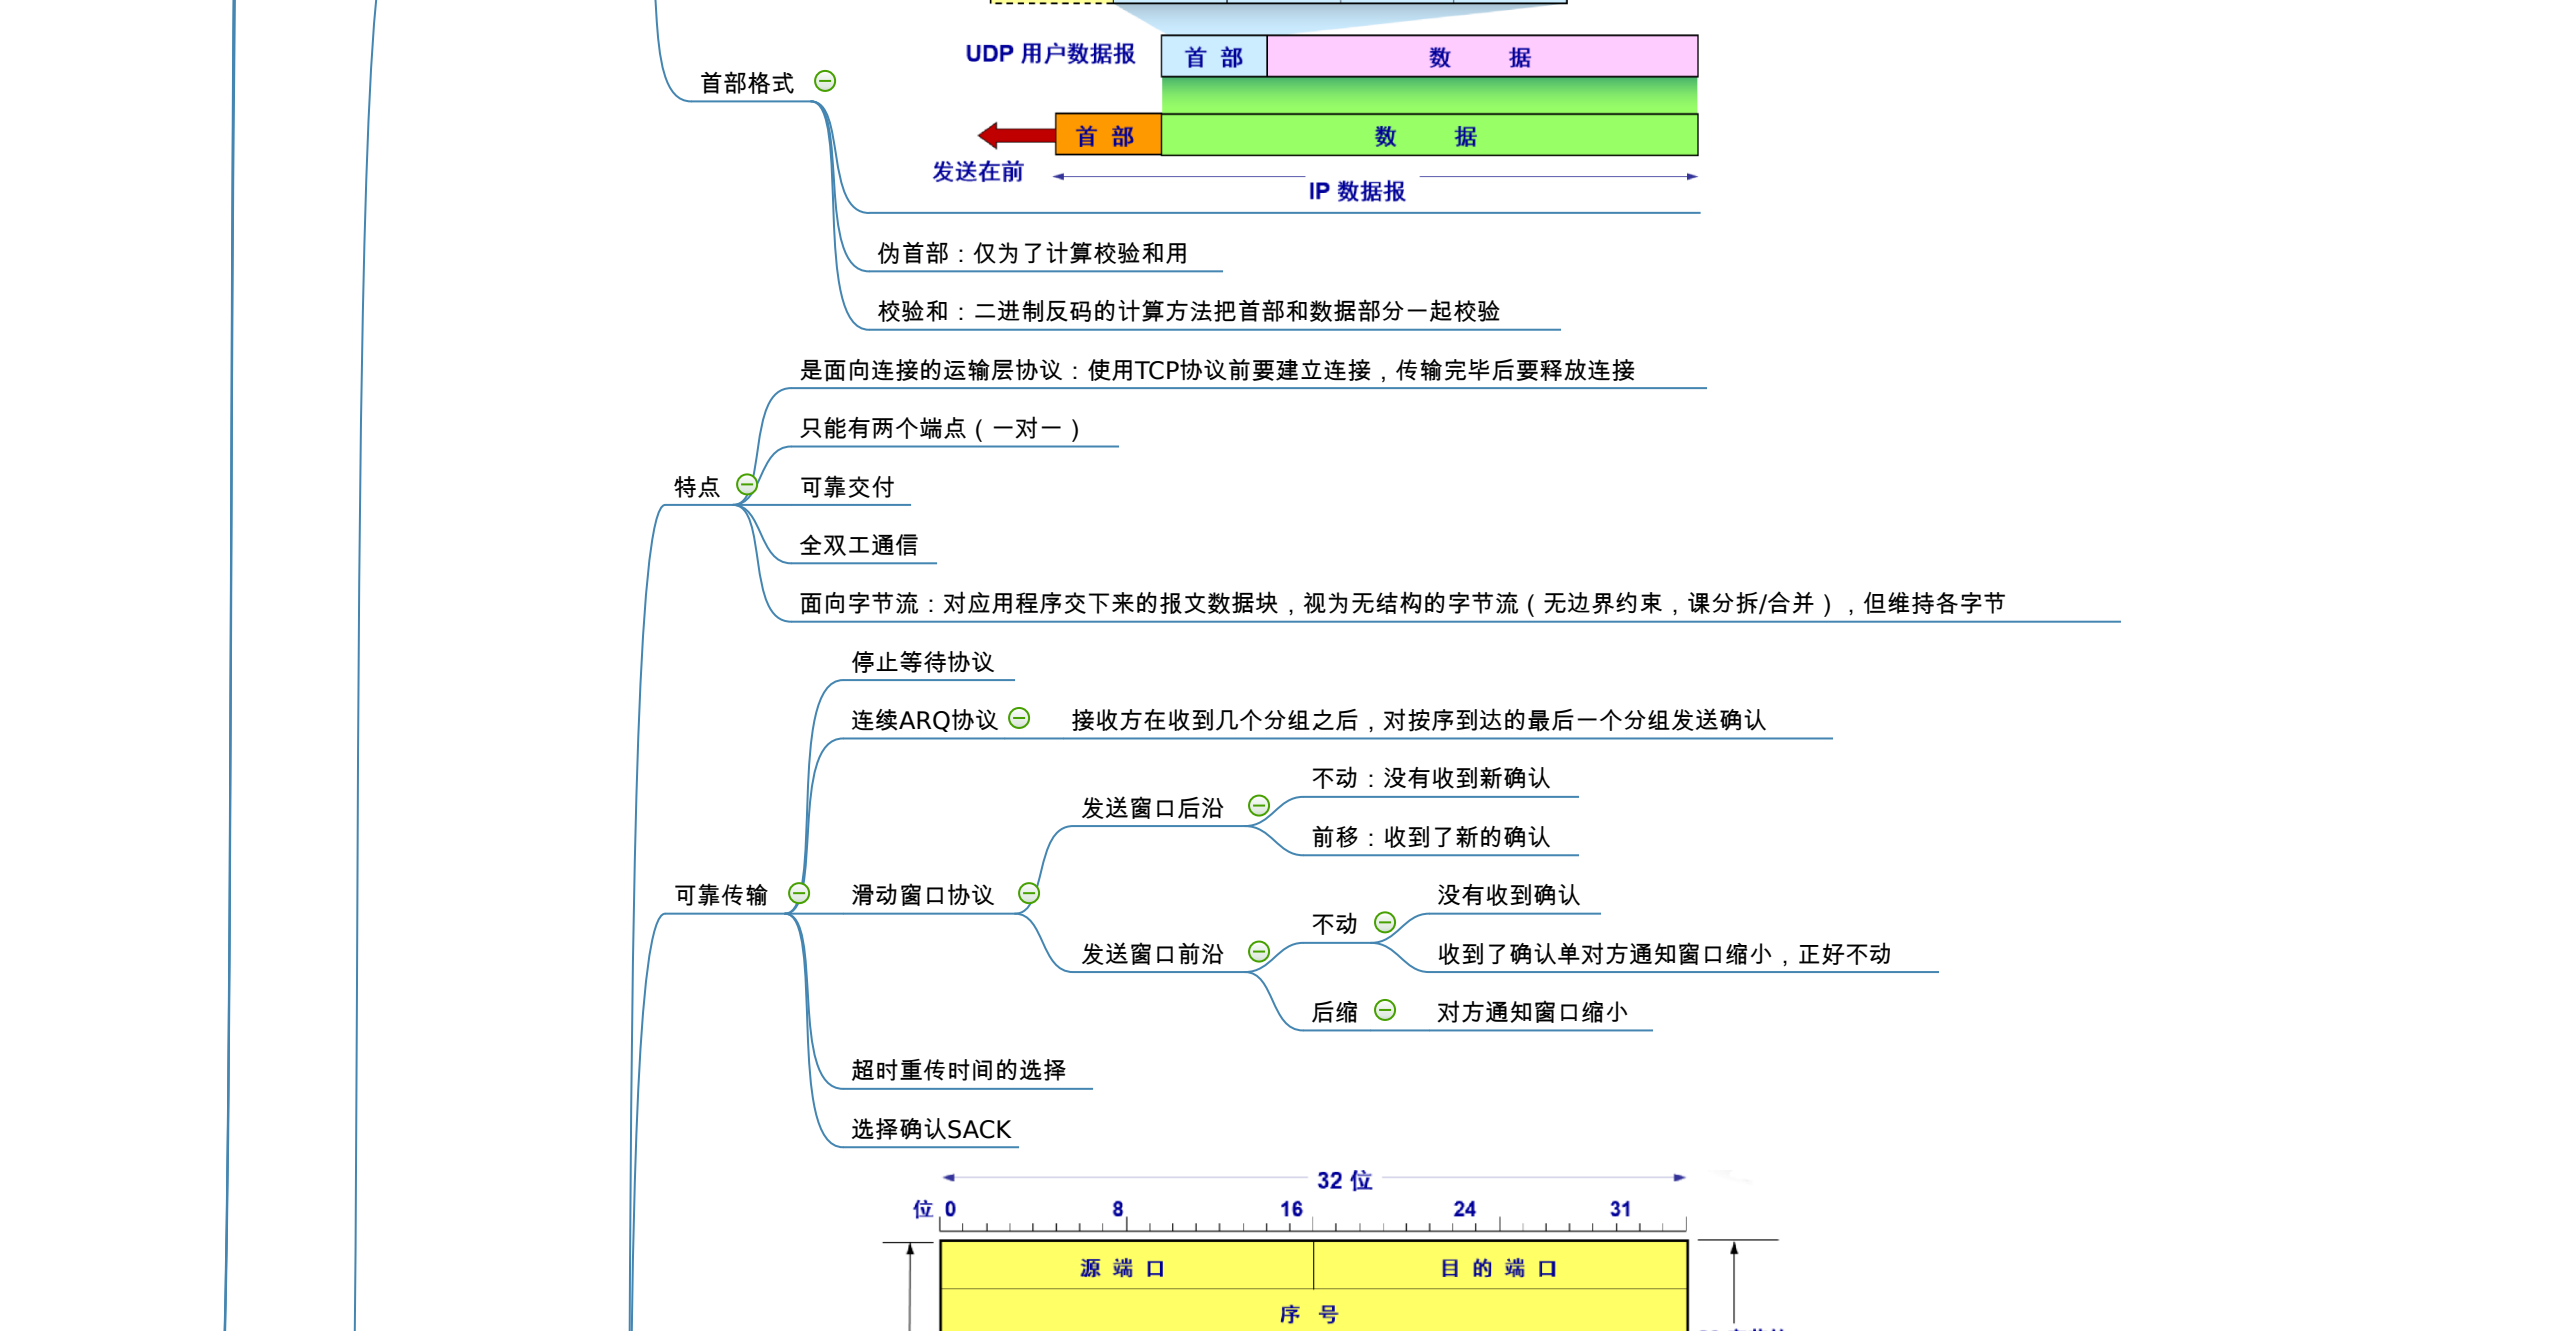 UDP 用户数据报
首 部
数 据
首部格式
首 部
数 据
发送在前
IP 数据报
伪首部：仅为了计算校验和用
校验和：二进制反码的计算方法把首部和数据部分一起校验
是面向连接的运输层协议：使用TCP协议前要建立连接，传输完毕后要释放连接
只能有两个端点（一对一）
特点
可靠交付
全双工通信
面向字节流：对应用程序交下来的报文数据块，视为无结构的字节流（无边界约束，课分拆/合并），但维持各字节
停止等待协议
连续ARQ协议
接收方在收到几个分组之后，对按序到达的最后一个分组发送确认
不动：没有收到新确认
发送窗口后沿
前移：收到了新的确认
可靠传输
滑动窗口协议
没有收到确认
不动
发送窗口前沿
收到了确认单对方通知窗口缩小，正好不动
后缩
对方通知窗口缩小
超时重传时间的选择
选择确认SACK
32 位
位 0 8 16 24 31
源 端 口
目 的 端 口
序 号